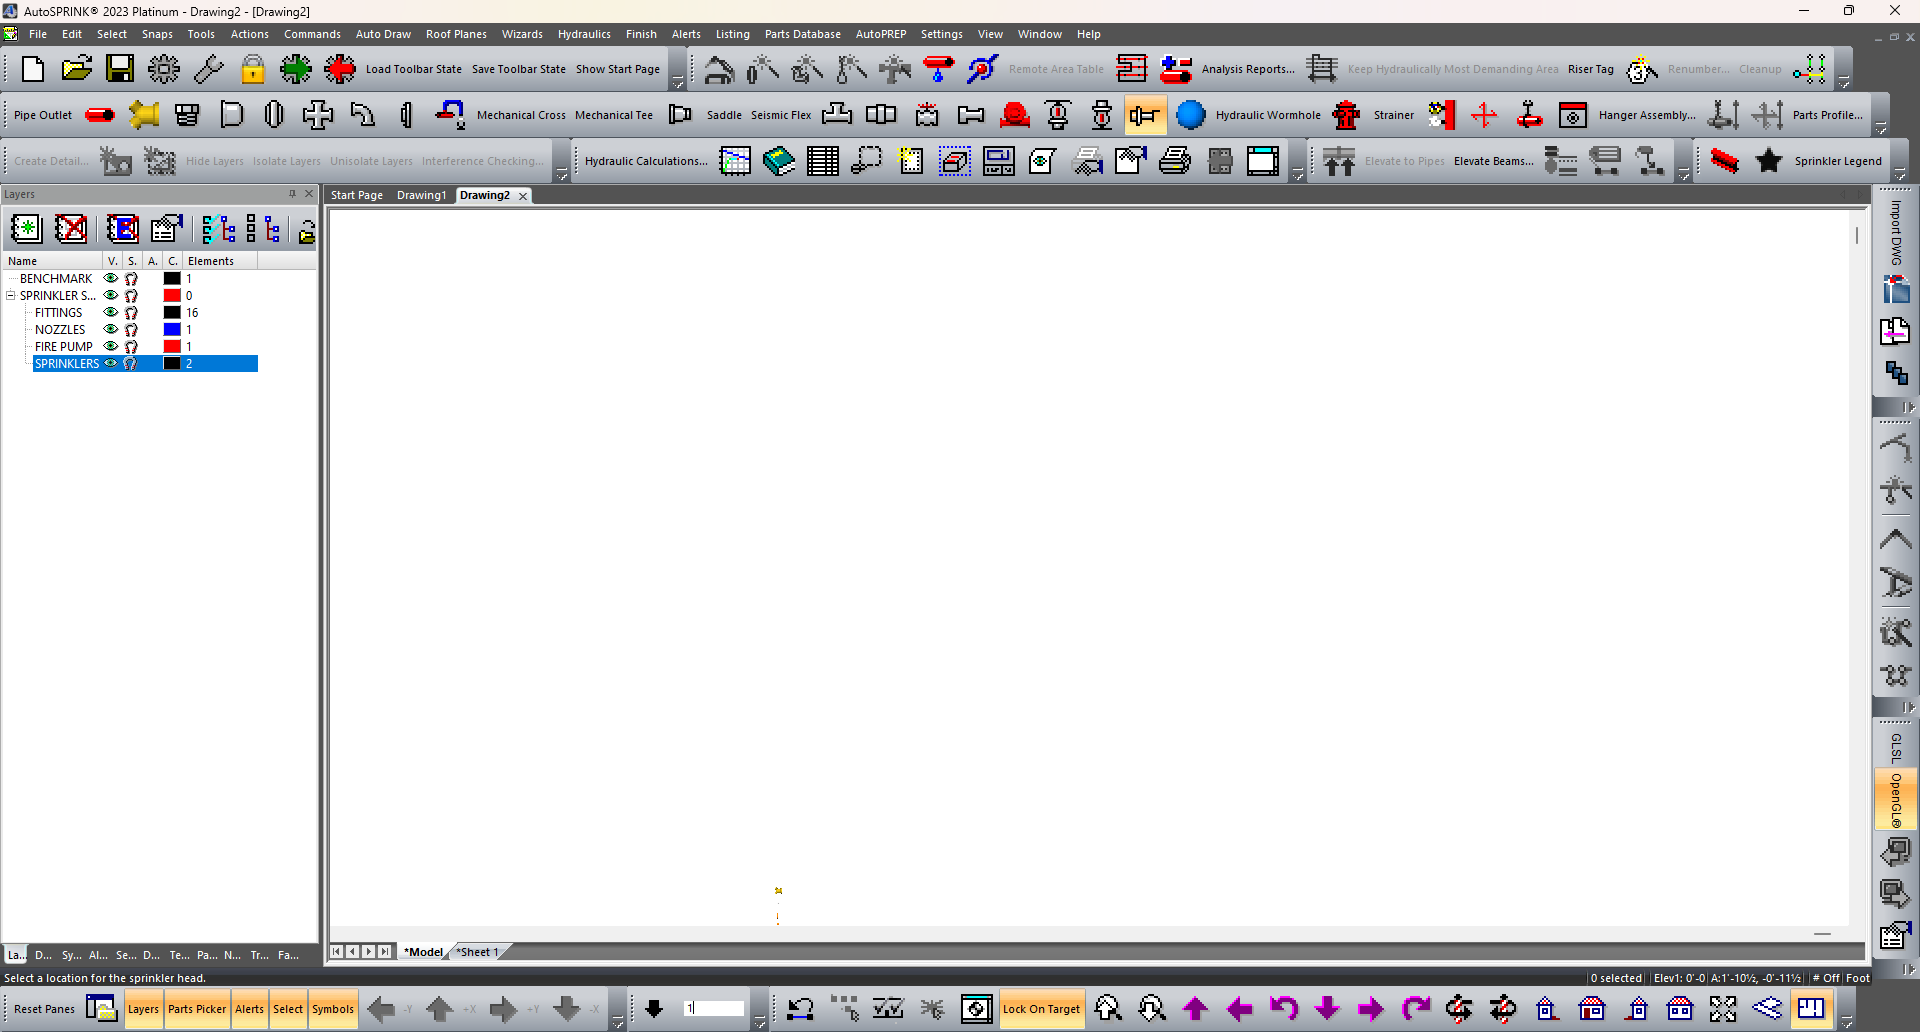 AutoSPRINK® 2023 Platinum - Drawing2 - [Drawing2]
File Edit Select Snaps Tools Actions Commands Auto Draw Roof Planes Wizards Hydraulics Finish Alerts Listing Parts Database AutoPREP Settings View Window Help
Load Toolbar State Save Toolbar State Show Start Page Remote Area Table Analysis Reports... Keep Hydraulically Most Demanding Area Riser Tag Renumber... Cleanup
Pipe Outlet Mechanical Cross Mechanical Tee Saddle Seismic Flex Hydraulic Wormhole Strainer Hanger Assembly... Parts Profile...
Create Detail... Hide Layers Isolate Layers Unisolate Layers Interference Checking... Hydraulic Calculations... Elevate to Pipes Elevate Beams... Sprinkler Legend
Layers
Start Page Drawing1 Drawing2
Import DWG
Name V. S. A. C. Elements
BENCHMARK 1
SPRINKLER S... 0
FITTINGS 16
NOZZLES 1
FIRE PUMP 1
SPRINKLERS 2
GLSL
OpenGL®
La... D... Sy... Al... Se... D... Te... Pa... N... Tr... Fa...
*Model *Sheet 1
Select a location for the sprinkler head.
0 selected Elev1: 0'-0 A:1'-10½, -0'-11½ # Off Foot
Reset Panes Layers Parts Picker Alerts Select Symbols -Y +X +Y -X 1 Lock On Target